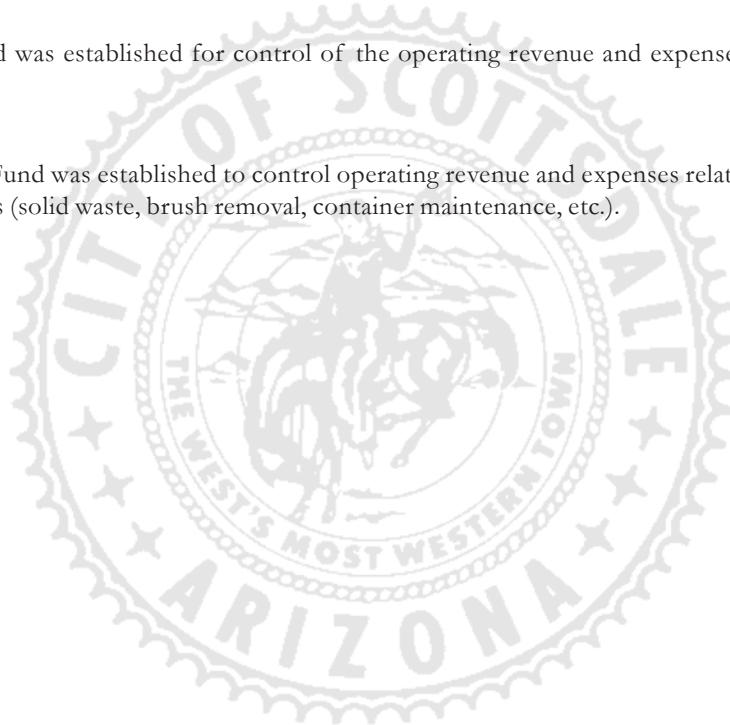 d was established for control of the operating revenue and expense
Fund was established to control operating revenue and expenses relat
s (solid waste, brush removal, container maintenance, etc.).
CITY OF SCOTTSDALE
THE WEST'S MOST WESTERN TOWN
ARIZONA